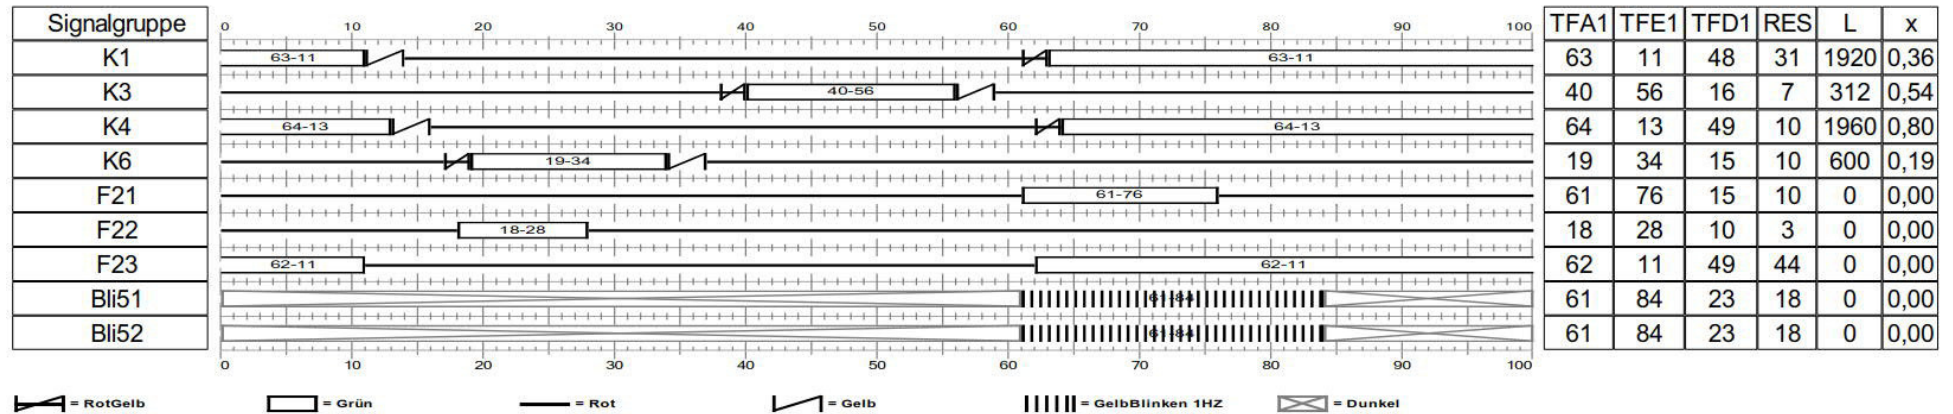 Signalgruppe 0 10 20 30 40 50 60 70 80 90 100 TFA1 TFE1 TFD1 RES L x
K1 63-11 63-11 63 11 48 31 1920 0,36
K3 40-56 40 56 16 7 312 0,54
K4 64-13 64-13 64 13 49 10 1960 0,80
K6 19-34 19 34 15 10 600 0,19
F21 61-76 61 76 15 10 0 0,00
F22 18-28 18 28 10 3 0 0,00
F23 62-11 62-11 62 11 49 44 0 0,00
Bli51 61-84 61 84 23 18 0 0,00
Bli52 61-84 61 84 23 18 0 0,00
0 10 20 30 40 50 60 70 80 90 100
= RotGelb = Grün = Rot = Gelb = GelbBlinken 1HZ = Dunkel